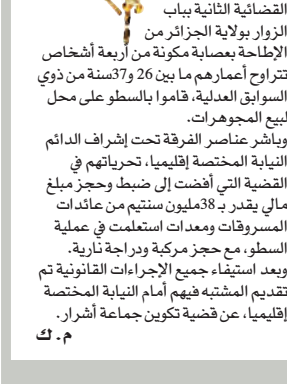 القضائية الثانية بباب
الزوار بولاية الجزائر من
الإطاحة بعصابة مكونة من أربعة أشخاص
تتراوح أعمارهم ما بين 26 و37سنة من ذوي
السوابق العدلية، قاموا بالسطو على محل
لبيع المجوهرات.
وباشر عناصر الفرقة تحت إشراف الدائم
النيابة المختصة إقليميا، تحرياتهم في
القضية التي أفضت إلى ضبط وحجز مبلغ
مالي يقدر بـ 38مليون سنتيم من عائدات
المسروقات ومعدات استعلمت في عملية
السطو، مع حجز مركبة ودراجة نارية.
وبعد استيفاء جميع الإجراءات القانونية تم
تقديم المشتبه فيهم أمام النيابة المختصة
إقليميا، عن قضية تكوين جماعة أشرار.
م. ك